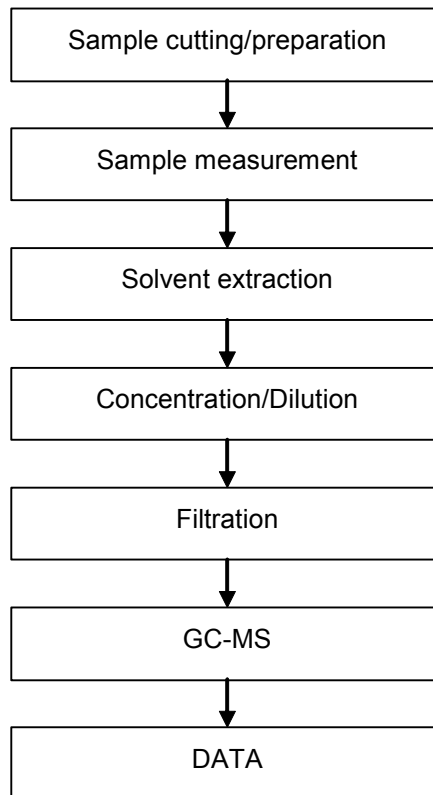 Sample cutting/preparation
Sample measurement
Solvent extraction
Concentration/Dilution
Filtration
GC-MS
DATA